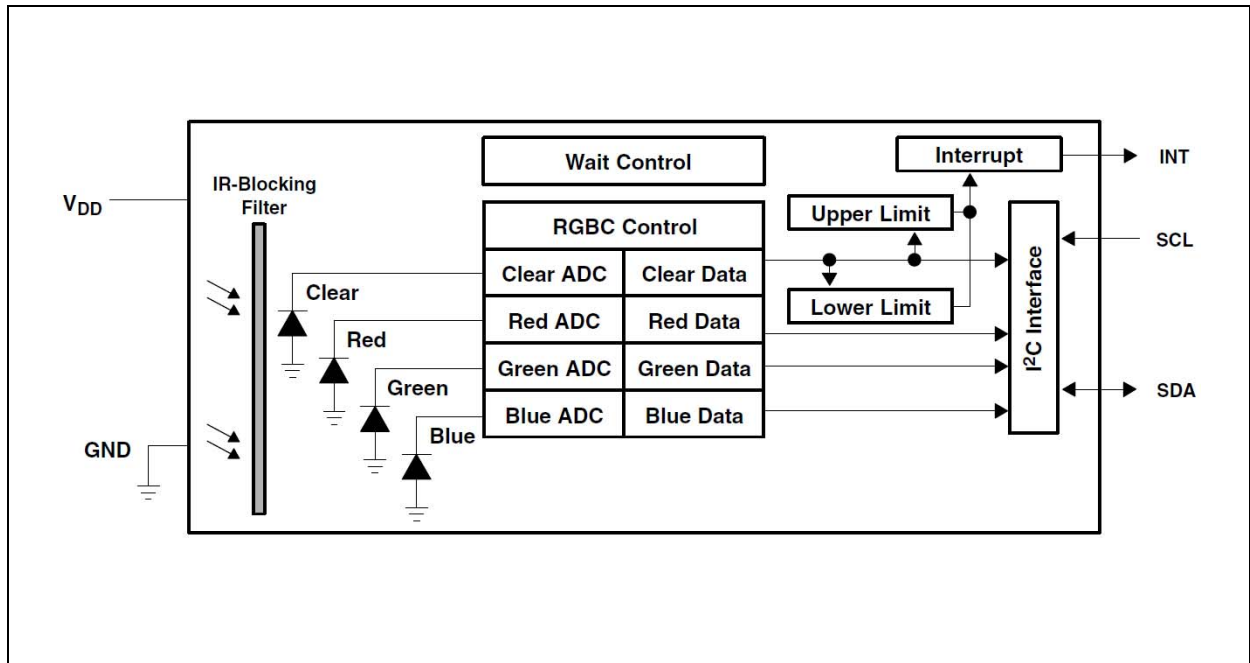 Wait Control
Interrupt
INT
IR-Blocking
Filter
V_DD
Upper Limit
RGBC Control
SCL
Clear ADC
Clear Data
Clear
Lower Limit
I²C Interface
Red ADC
Red Data
Red
Green ADC
Green Data
Green
SDA
Blue ADC
Blue Data
Blue
GND